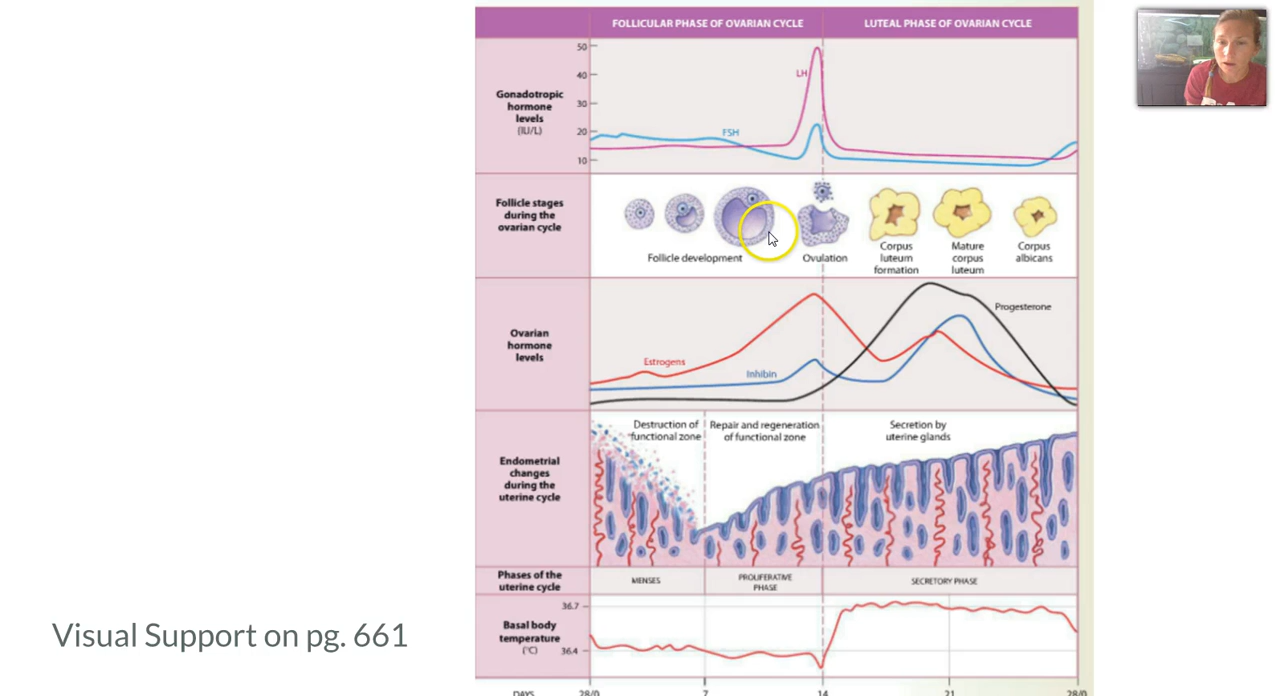 FOLLICULAR PHASE OF OVARIAN CYCLE
LUTEAL PHASE OF OVARIAN CYCLE
Gonadotropic
hormone
levels
(IU/L)
50
40
30
20
10
LH
FSH
Follicle stages
during the
ovarian cycle
Follicle development
Ovulation
Corpus
luteum
formation
Mature
corpus
luteum
Corpus
albicans
Ovarian
hormone
levels
Estrogens
Inhibin
Progesterone
Endometrial
changes
during the
uterine cycle
Destruction of
functional zone
Repair and regeneration
of functional zone
Secretion by
uterine glands
Phases of the
uterine cycle
MENSES
PROLIFERATIVE
PHASE
SECRETORY PHASE
Basal body
temperature
(°C)
36.7
36.4
DAYS
28/0
7
14
21
28/0
Visual Support on pg. 661